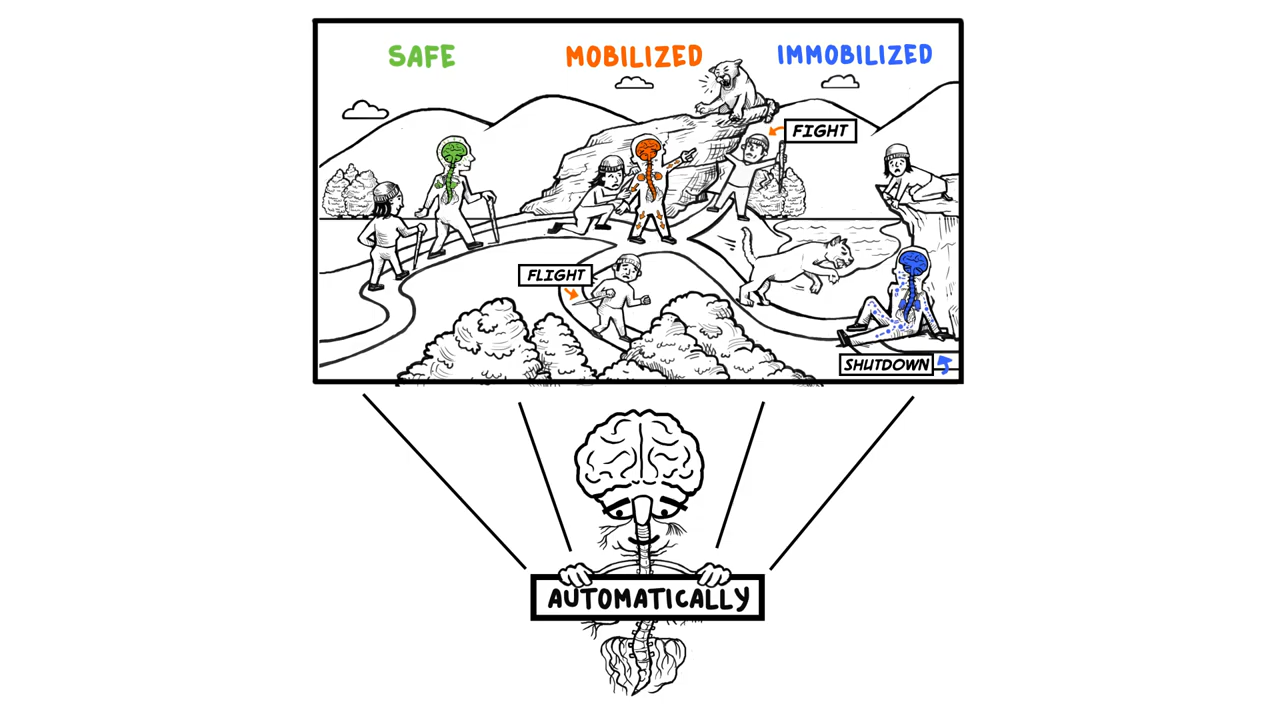 SAFE
MOBILIZED
IMMOBILIZED
FIGHT
FLIGHT
SHUTDOWN
AUTOMATICALLY